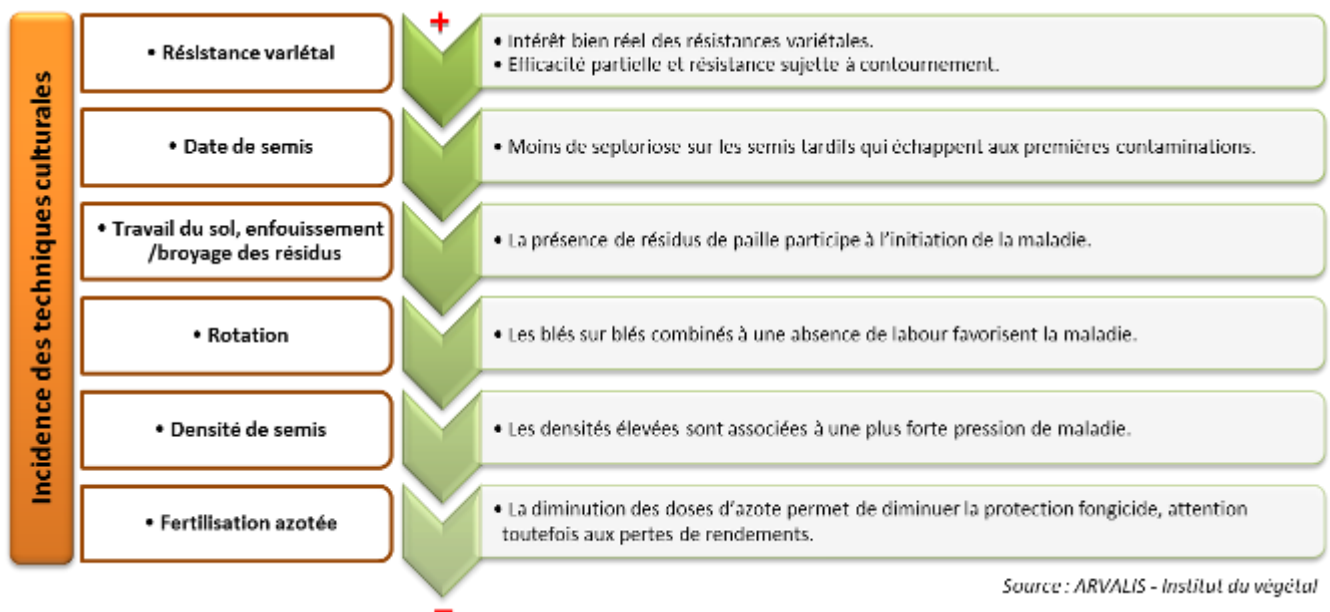 Incidence des techniques culturales
+
• Résistance variétal
• Intérêt bien réel des résistances variétales.
• Efficacité partielle et résistance sujette à contournement.
• Date de semis
• Moins de septoriose sur les semis tardifs qui échappent aux premières contaminations.
• Travail du sol, enfouissement
/broyage des résidus
• La présence de résidus de paille participe à l'initiation de la maladie.
• Rotation
• Les blés sur blés combinés à une absence de labour favorisent la maladie.
• Densité de semis
• Les densités élevées sont associées à une plus forte pression de maladie.
• Fertilisation azotée
• La diminution des doses d'azote permet de diminuer la protection fongicide, attention
toutefois aux pertes de rendements.
–
Source : ARVALIS - Institut du végétal